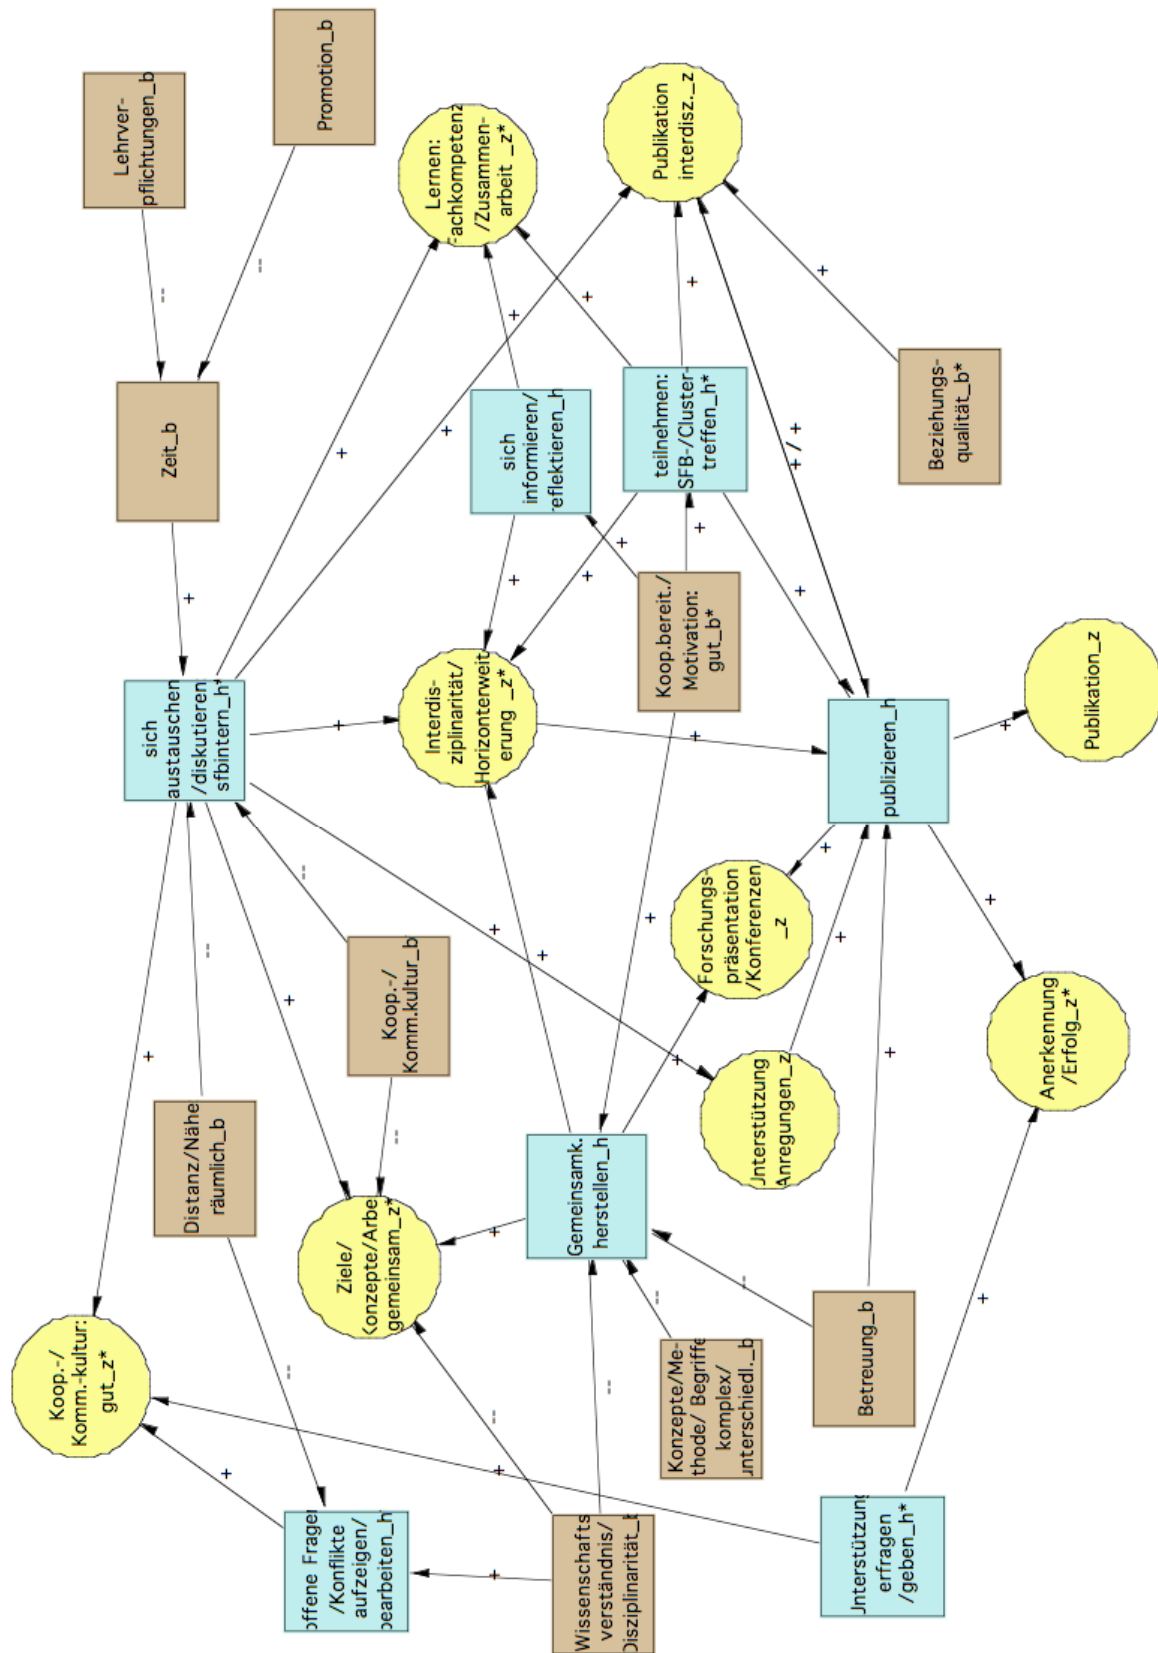 Koop.-/
Komm.-kultur:
gut_z*
Lehrver-
pflichtungen_b
+
--
Zeit_b
+
sich
austauschen
/diskutieren
sfbintern_h*
Distanz/Nähe
räumlich_b
--
--
Promotion_b
+
--
+
offene Fragen
/Konflikte
aufzeigen/
bearbeiten_h
--
+
+
Ziele/
Konzepte/Arbe
gemeinsam_z*
Koop.-/
Komm.kultur_b
--
+
Interdis-
ziplinarität/
Horizonterweit
erung _z*
Lernen:
Fachkompetenz
/Zusammen-
arbeit _z*
+
+
+
--
+
+
+
sich
informieren/
reflektieren_h
+
Gemeinsamk.
herstellen_h
+
+
Wissenschafts
verständnis/
Disziplinarität_b
--
+
+
--
teilnehmen:
SFB-/Cluster-
treffen_h*
Publikation
interdisz._z
Koop.bereit./
Motivation:
gut_b*
+
+
+
+
Konzepte/Me-
thode/ Begriffe
komplex/
unterschiedl._b
Forschungs-
präsentation
/Konferenzen
_z
--
Unterstützung
Anregungen_z
+
+ / +
+
+
+
Betreuung_b
Unterstützung
erfragen
/geben_h*
publizieren_h
+
Beziehungs-
qualität_b*
+
+
+
Anerkennung
/Erfolg_z*
Publikation_z